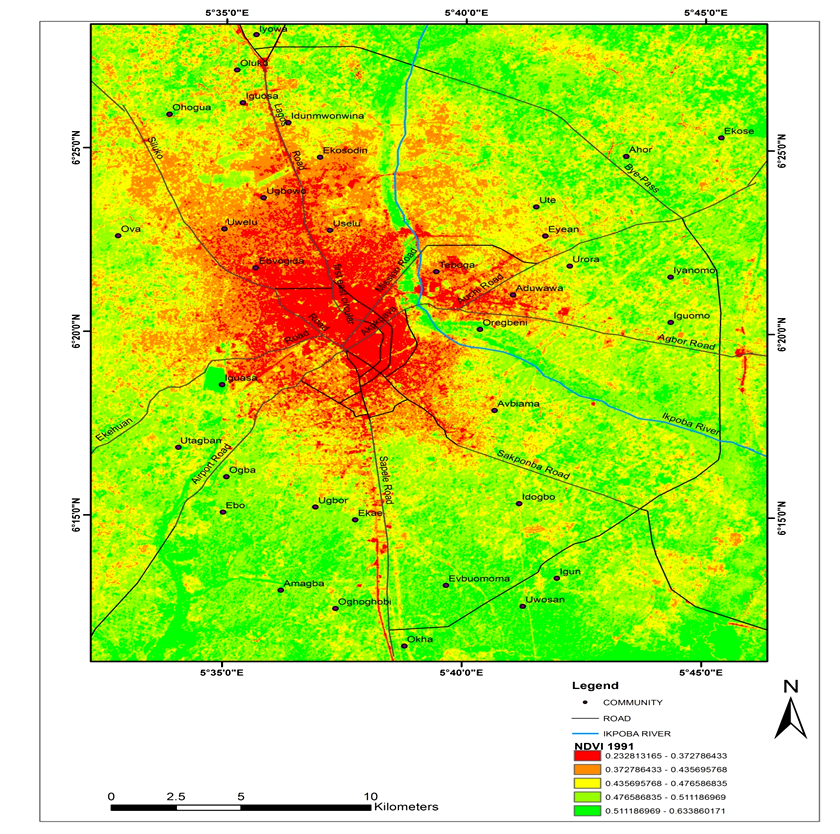 5°35'0"E 5°40'0"E 5°45'0"E
Iyowa
Oluku
Iguosa
Ohogua
Lagos Road
Idunmwonwina
Ekose
6°25'0"N
6°25'0"N
Siluko
Ekosodin
Ahor
Bye-Pass
Ugbowo
Ute
Ova
Uwelu
Uselu
Eyean
Ebvogida
Urora
Iyanomo
Aduwawa
Road
Iguomo
Oregbeni
6°20'0"N
6°20'0"N
Road
Road
Agbor Road
Iguasa
Avbiama
Ekehuan
Ikpoba River
Utagban
Airport Road
Ogba
Sakponba Road
Sapele Road
Ebo
Ugbor
Idogbo
6°15'0"N
6°15'0"N
Ekae
Amagba
Evbuomoma
Igun
Oghoghobi
Uwosan
Okha
5°35'0"E 5°40'0"E 5°45'0"E
Legend
COMMUNITY
ROAD
IKPOBA RIVER
NDVI 1991
0.232813165 - 0.372786433
0.372786433 - 0.435695768
0.435695768 - 0.476586835
0.476586835 - 0.511186969
0.511186969 - 0.633860171
N
0 2.5 5 10
Kilometers